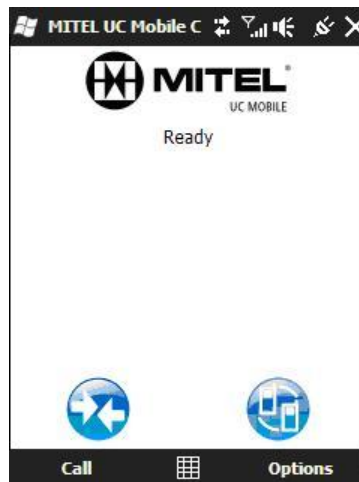 MITEL UC Mobile C
MITEL
UC MOBILE
Ready
Call
Options